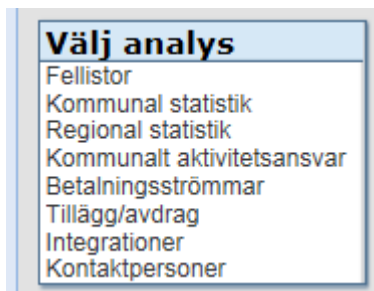 Välj analys
Fellistor
Kommunal statistik
Regional statistik
Kommunalt aktivitetsansvar
Betalningsströmmar
Tillägg/avdrag
Integrationer
Kontaktpersoner